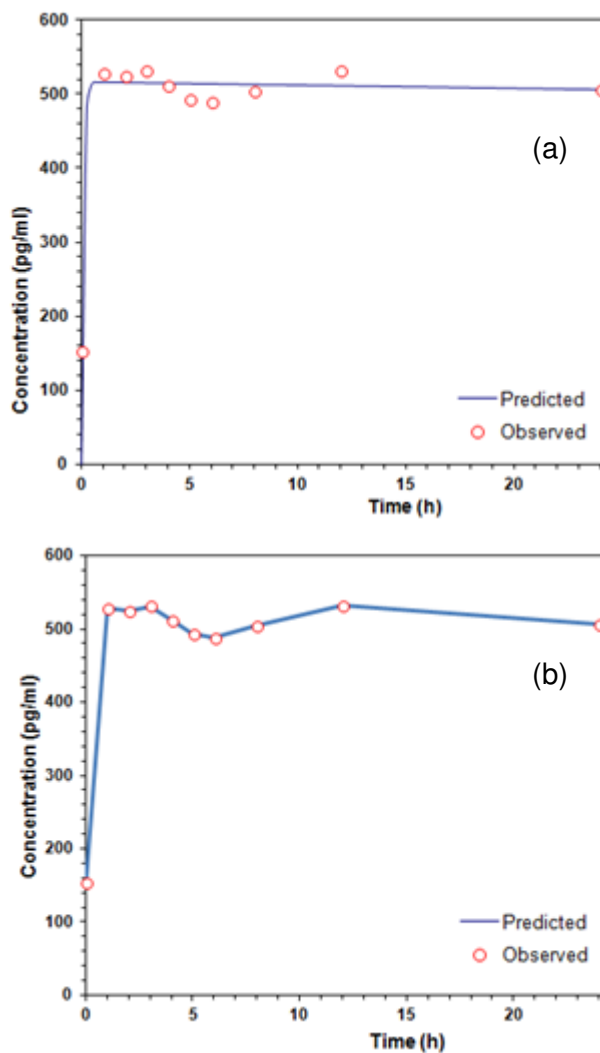 600
500
400
300
200
100
0
Concentration (pg/ml)
(a)
Predicted
Observed
0 5 10 15 20
Time (h)
600
500
400
300
200
100
0
Concentration (pg/ml)
(b)
Predicted
Observed
0 5 10 15 20
Time (h)